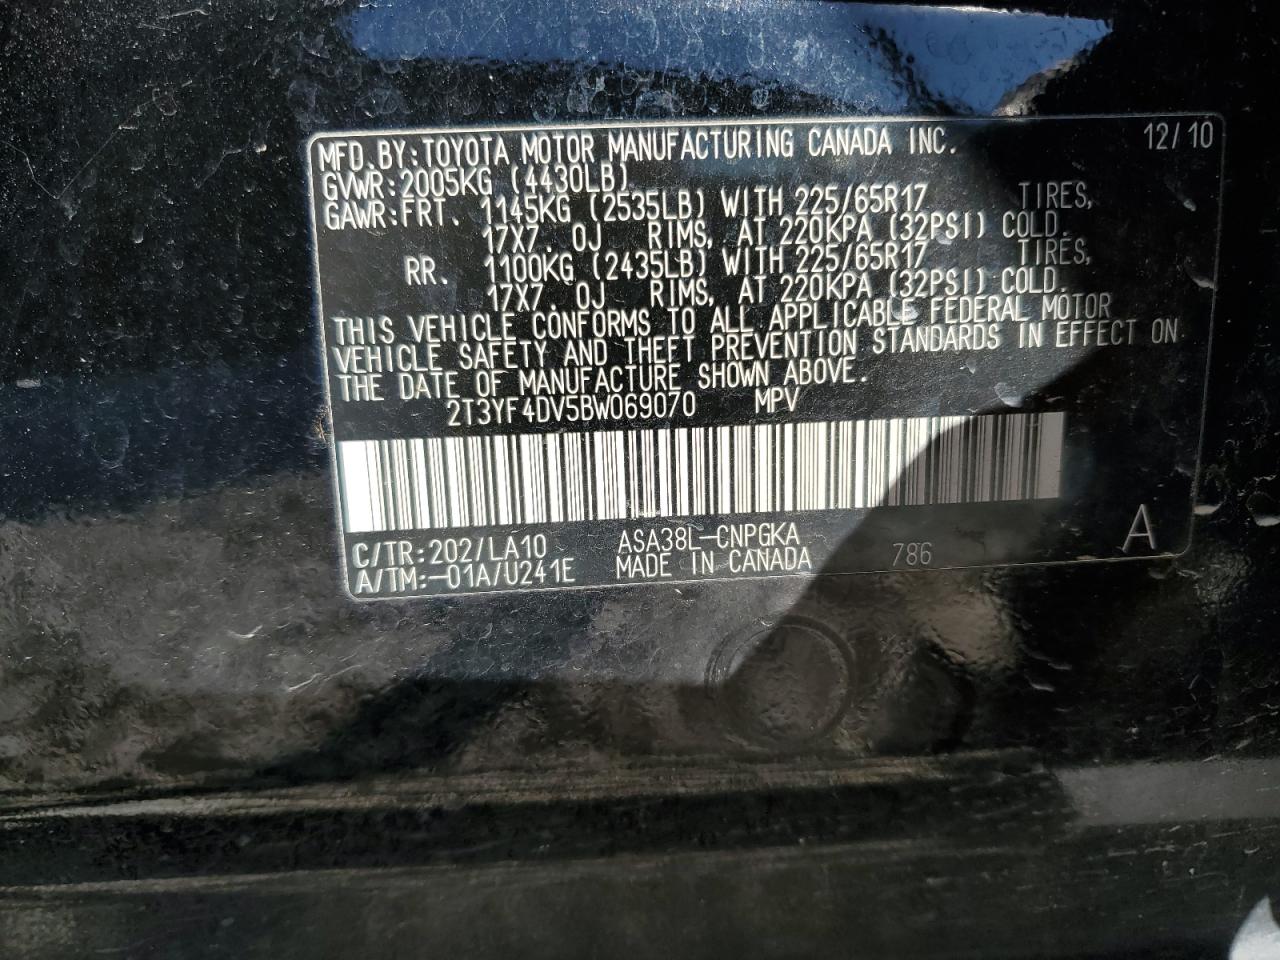 MFD. BY: TOYOTA MOTOR MANUFACTURING CANADA INC. 12/10
GVWR: 2005KG (4430LB)
GAWR: FRT. 1145KG (2535LB) WITH 225/65R17 TIRES,
17X7.0J RIMS, AT 220KPA (32PSI) COLD.
RR. 1100KG (2435LB) WITH 225/65R17 TIRES,
17X7.0J RIMS, AT 220KPA (32PSI) COLD.
THIS VEHICLE CONFORMS TO ALL APPLICABLE FEDERAL MOTOR
VEHICLE SAFETY AND THEFT PREVENTION STANDARDS IN EFFECT ON
THE DATE OF MANUFACTURE SHOWN ABOVE.
2T3YF4DV5BW069070 MPV
C/TR: 202/LA10 ASA38L-CNPGKA
A/TM: -01A/U241E MADE IN CANADA 786 A